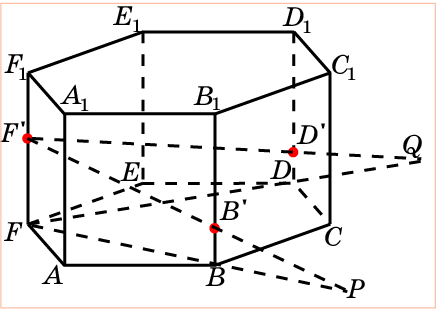 E₁ D₁
F₁ C₁
A₁ B₁
F' D' Q
E D
B'
F C
A B P